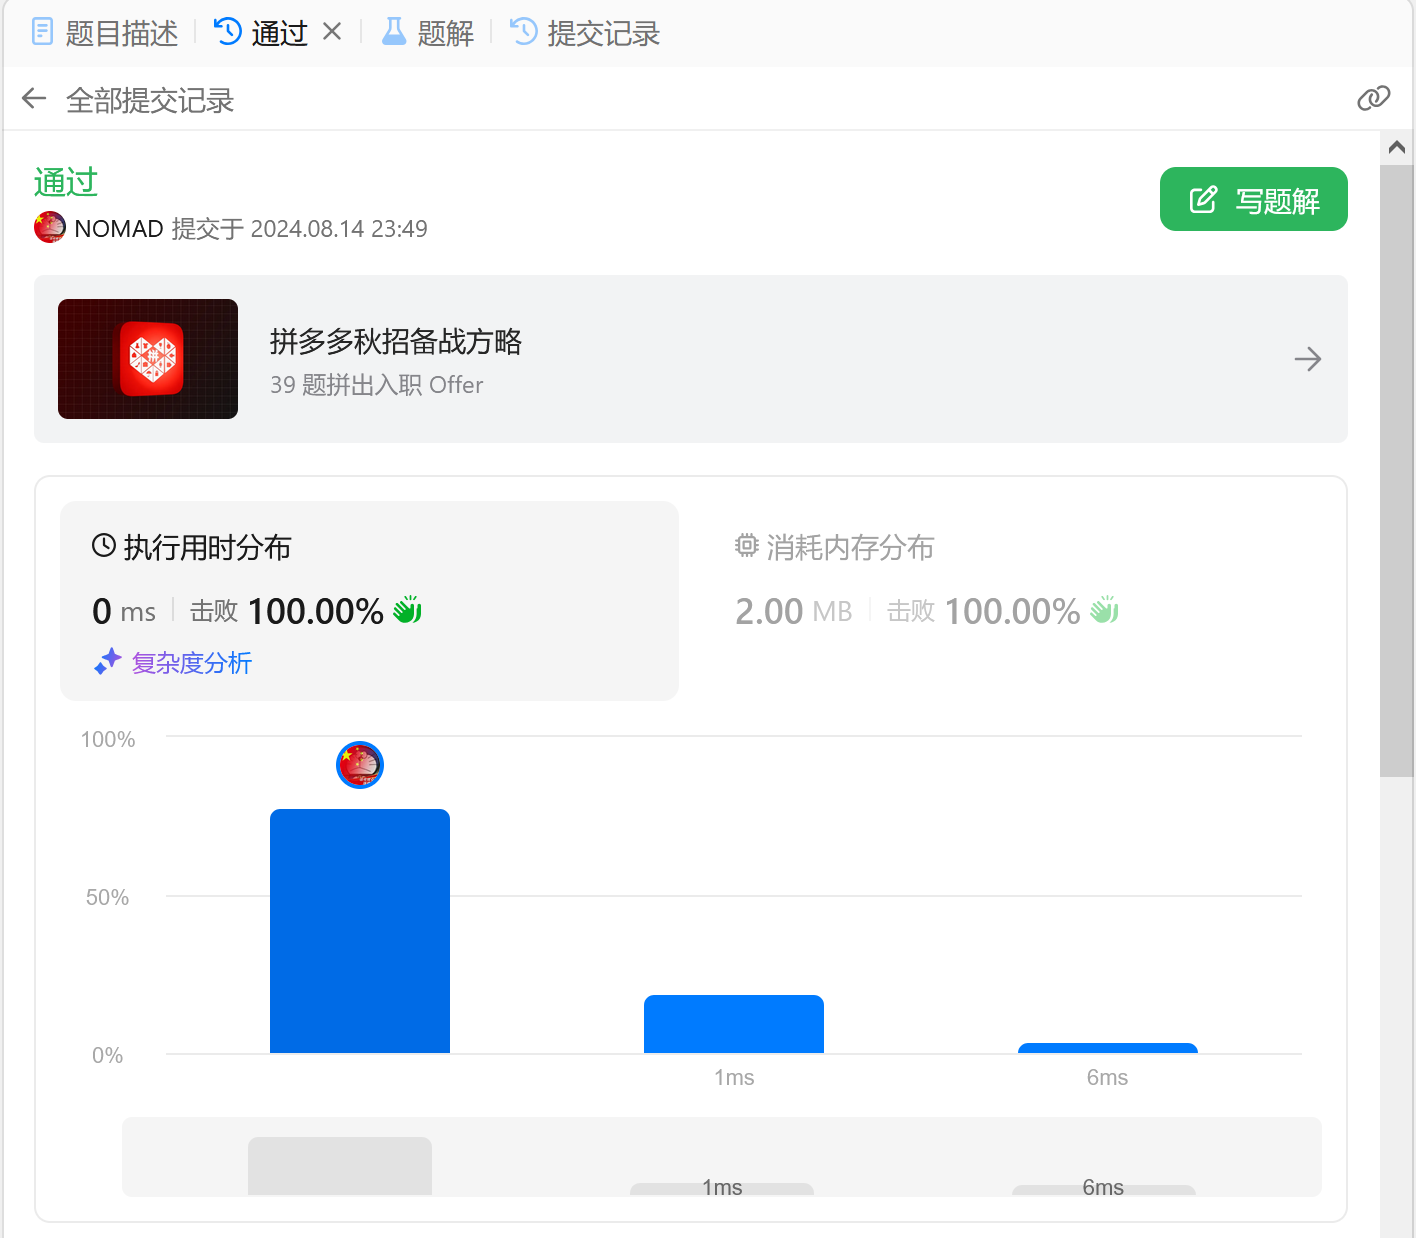 题目描述 通过 题解 提交记录
全部提交记录
通过
NOMAD 提交于 2024.08.14 23:49
写题解
拼
拼多多秋招备战方略
39 题拼出入职 Offer
执行用时分布
0 ms 击败 100.00%
复杂度分析
消耗内存分布
2.00 MB 击败 100.00%
100%
50%
0%
1ms 6ms
1ms 6ms